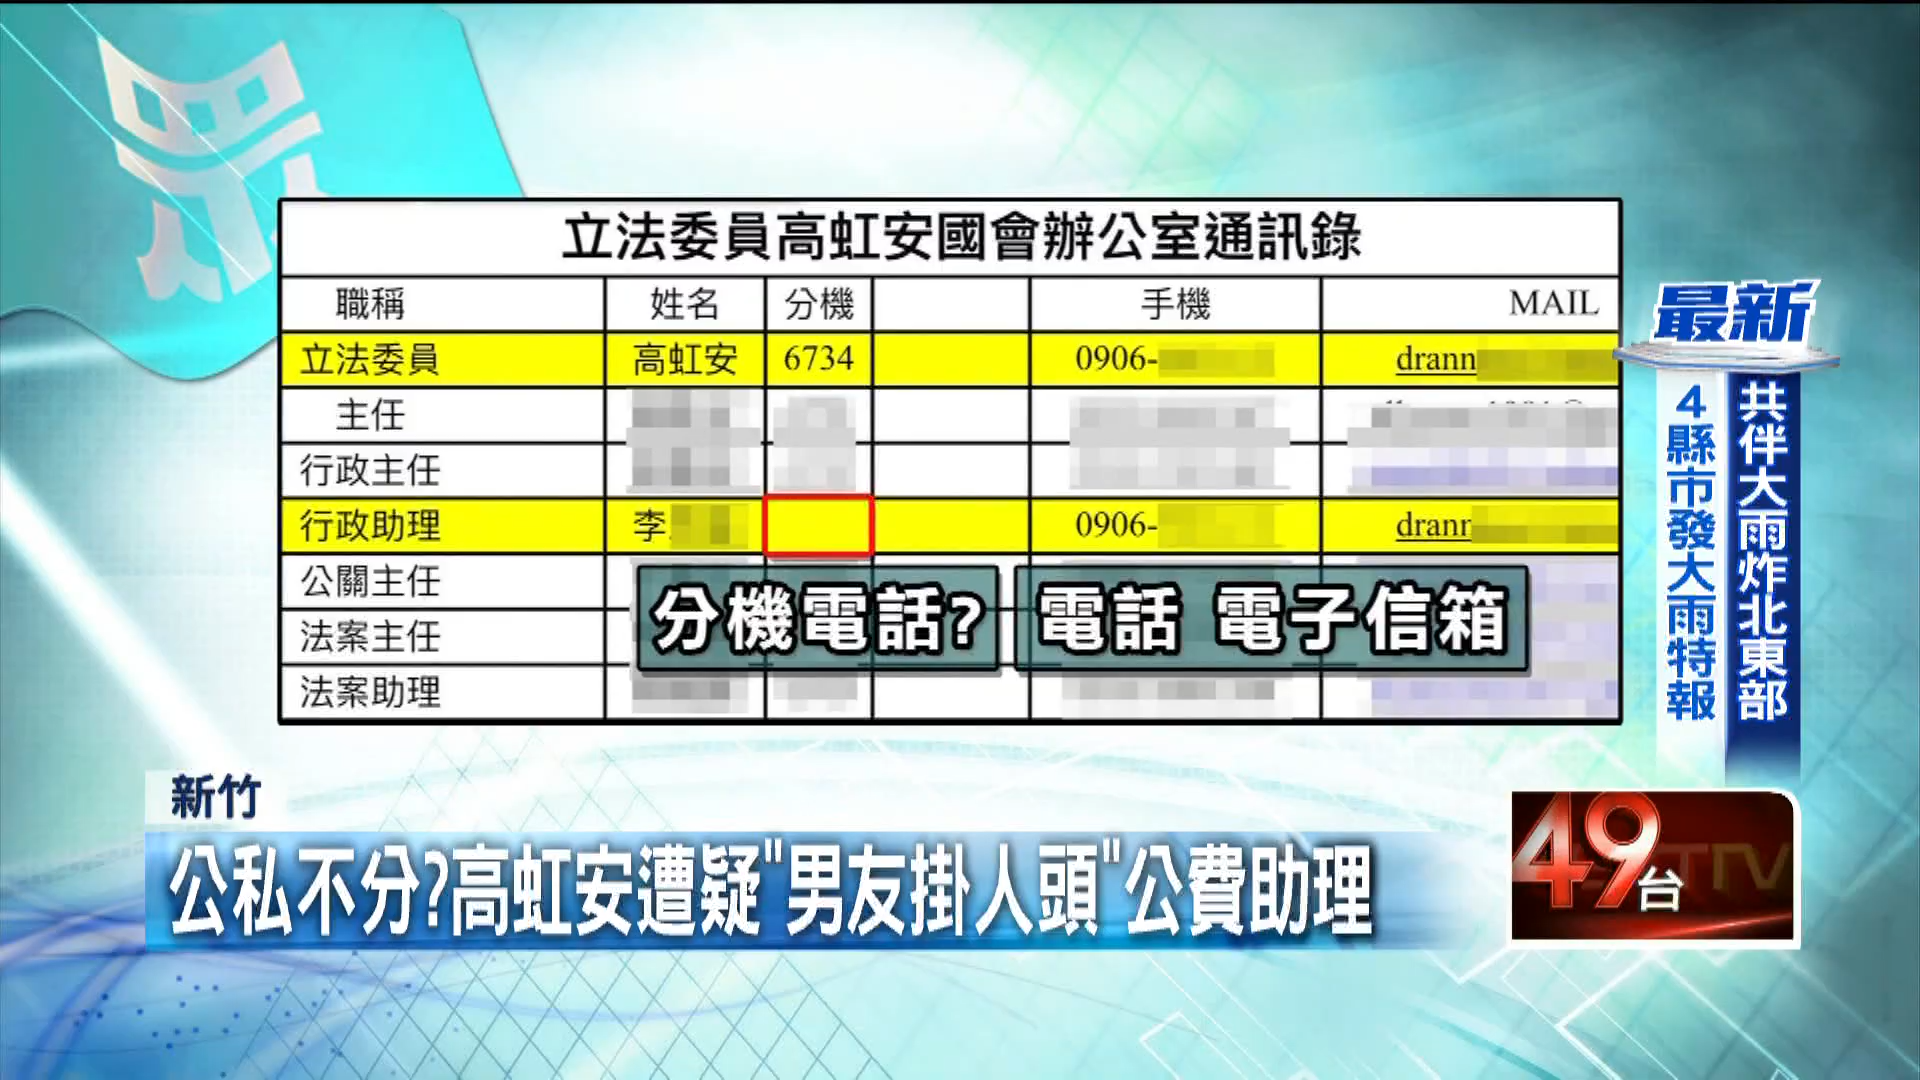 立法委員高虹安國會辦公室通訊錄
職稱 姓名 分機 手機 MAIL
立法委員 高虹安 6734 0906- drann
主任
行政主任
行政助理 李 0906- drann
公關主任
法案主任
法案助理
分機電話? 電話 電子信箱
最新
共伴大雨炸北東部
4縣市發大雨特報
新竹
公私不分?高虹安遭疑"男友掛人頭"公費助理
49台